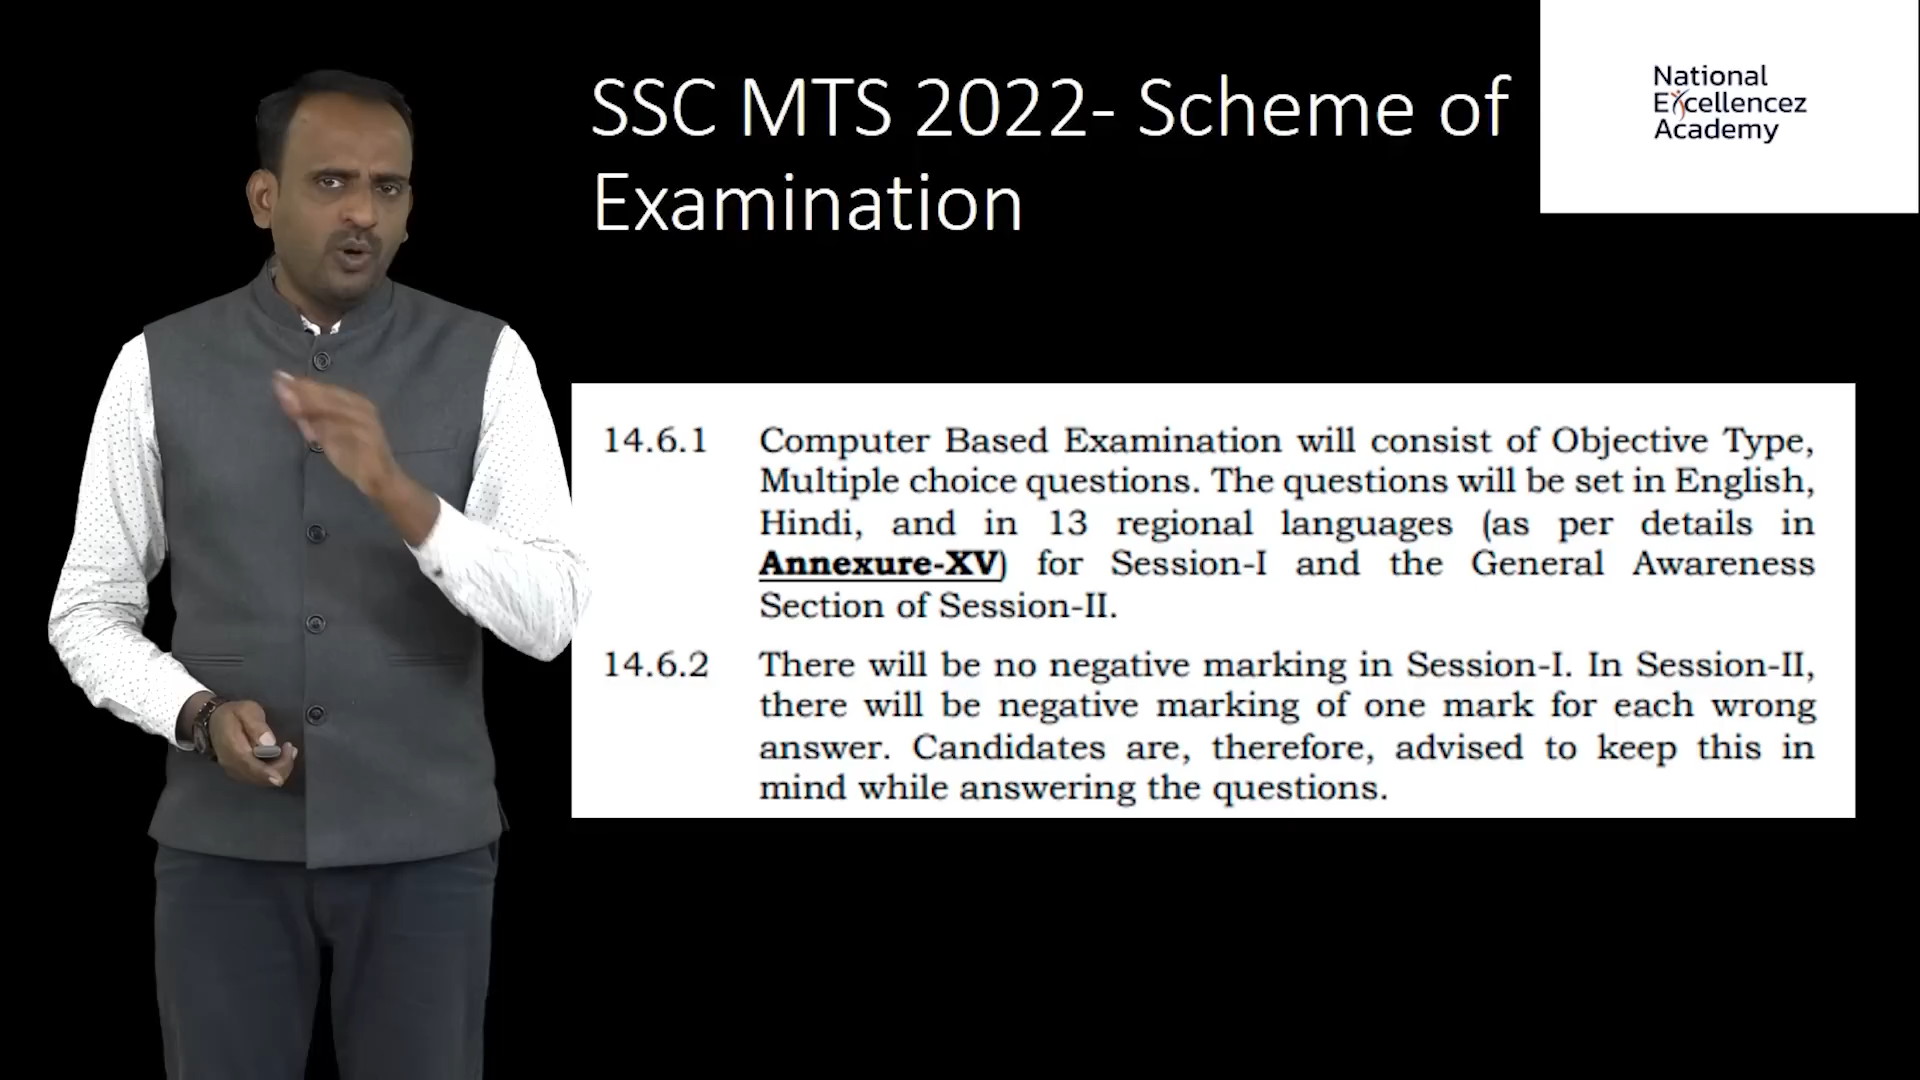 SSC MTS 2022- Scheme of
Examination
National
Excellencez
Academy
14.6.1 Computer Based Examination will consist of Objective Type,
Multiple choice questions. The questions will be set in English,
Hindi, and in 13 regional languages (as per details in
Annexure-XV) for Session-I and the General Awareness
Section of Session-II.
14.6.2 There will be no negative marking in Session-I. In Session-II,
there will be negative marking of one mark for each wrong
answer. Candidates are, therefore, advised to keep this in
mind while answering the questions.